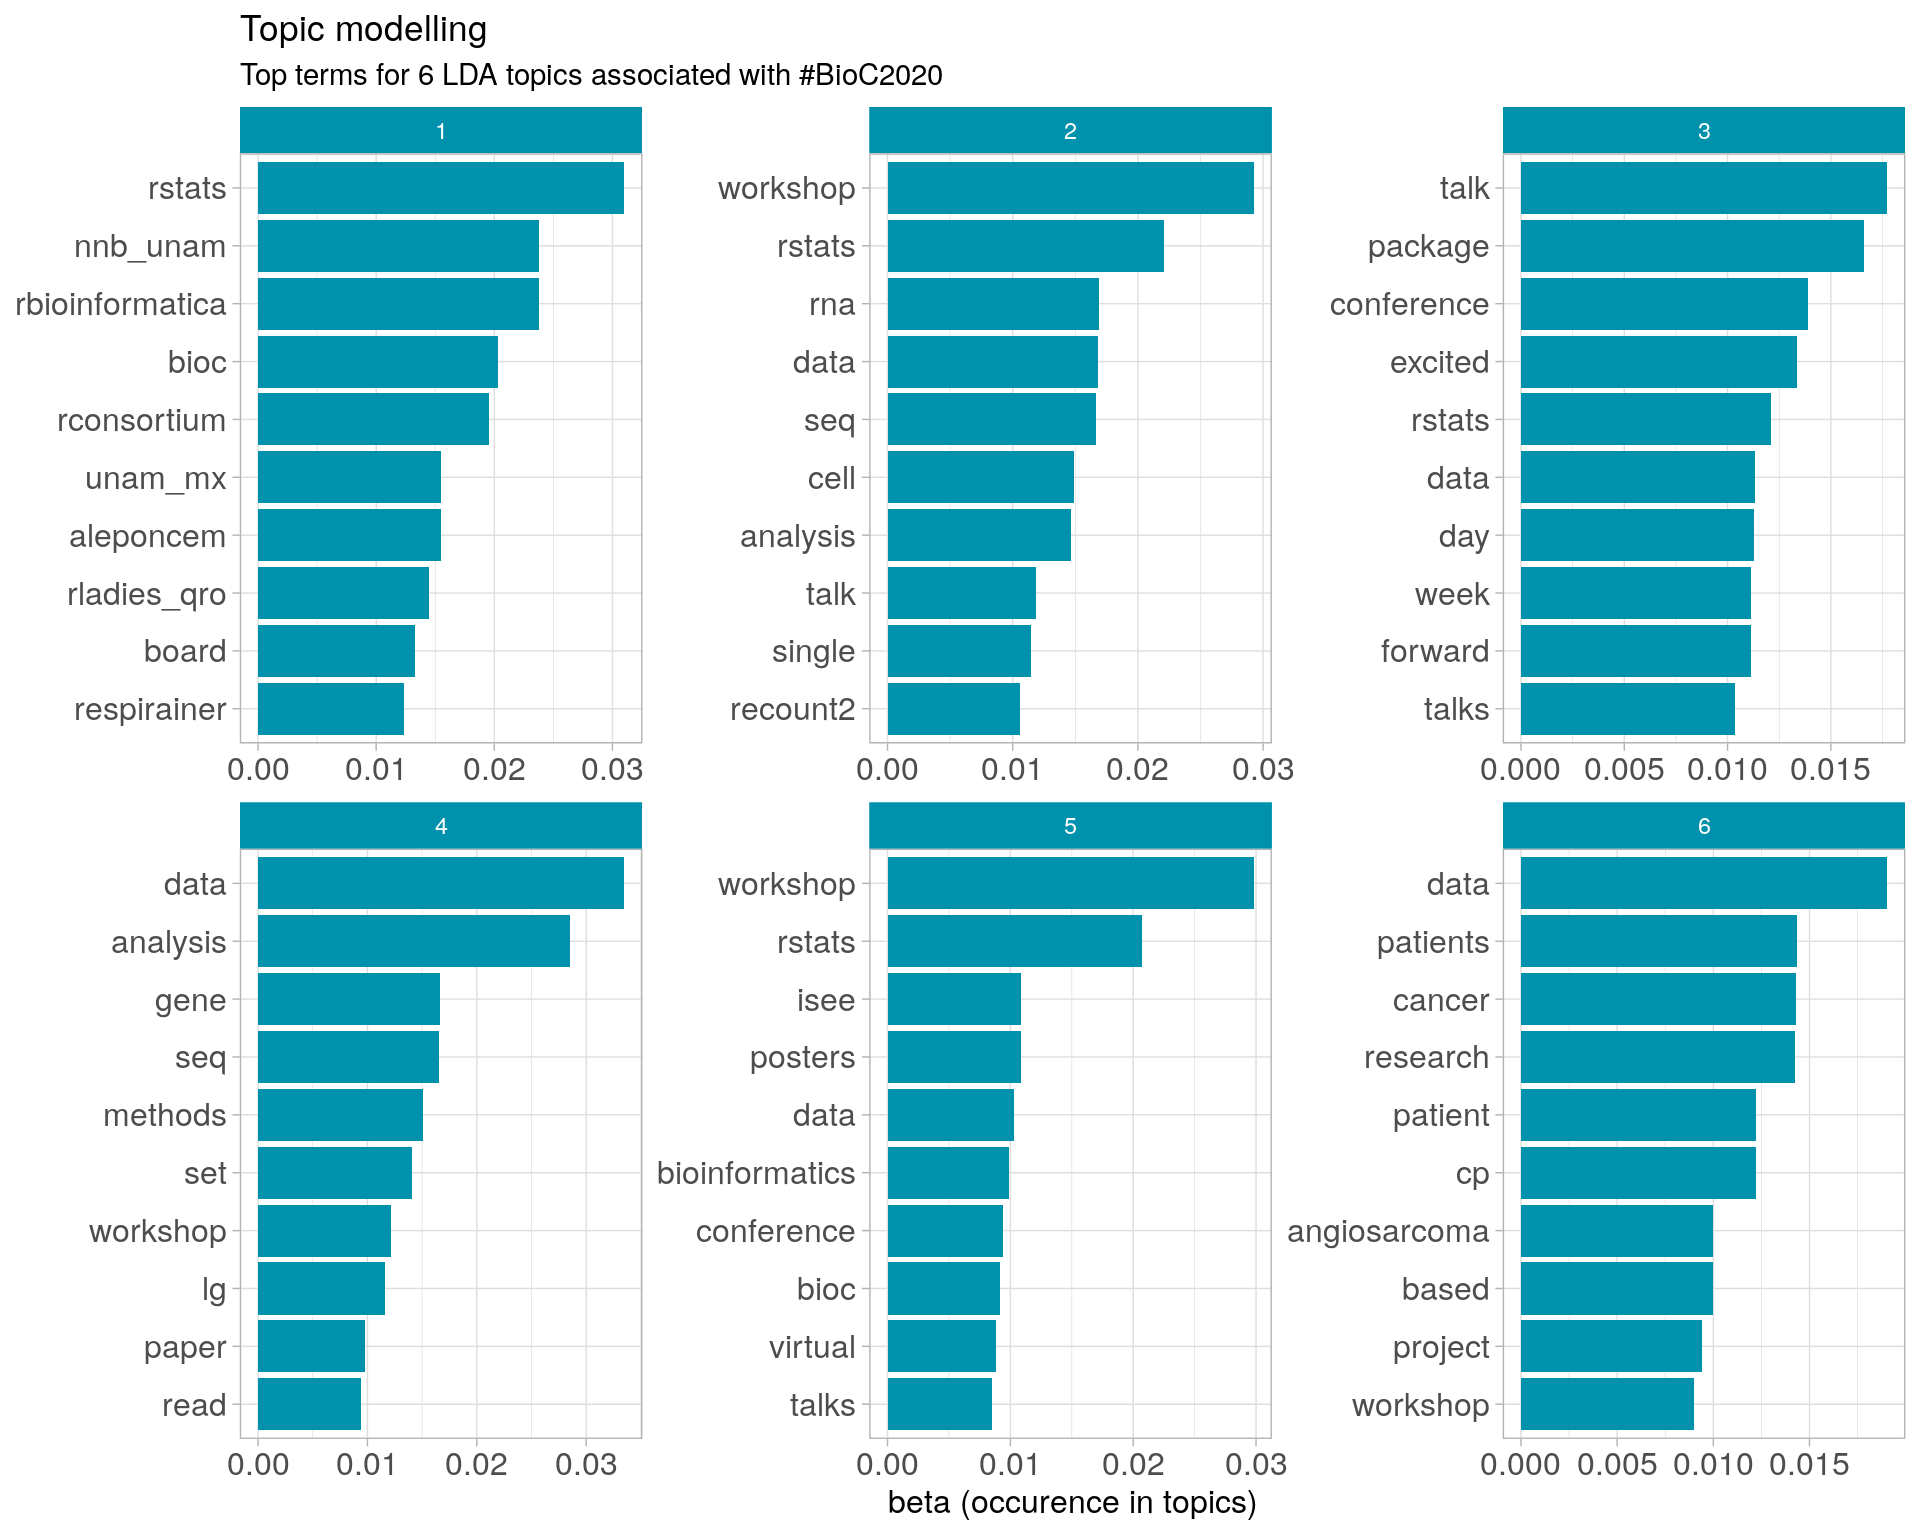 Topic modelling
Top terms for 6 LDA topics associated with #BioC2020
1
rstats
nnb_unam
rbioinformatica
bioc
rconsortium
unam_mx
aleponcem
rladies_qro
board
respirainer
0.00 0.01 0.02 0.03
2
workshop
rstats
rna
data
seq
cell
analysis
talk
single
recount2
0.00 0.01 0.02 0.03
3
talk
package
conference
excited
rstats
data
day
week
forward
talks
0.000 0.005 0.010 0.015
4
data
analysis
gene
seq
methods
set
workshop
lg
paper
read
0.00 0.01 0.02 0.03
5
workshop
rstats
isee
posters
data
bioinformatics
conference
bioc
virtual
talks
0.00 0.01 0.02 0.03
6
data
patients
cancer
research
patient
cp
angiosarcoma
based
project
workshop
0.000 0.005 0.010 0.015
beta (occurence in topics)